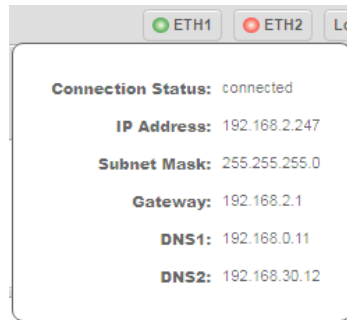 ETH1 ETH2 Lo
Connection Status: connected
IP Address: 192.168.2.247
Subnet Mask: 255.255.255.0
Gateway: 192.168.2.1
DNS1: 192.168.0.11
DNS2: 192.168.30.12